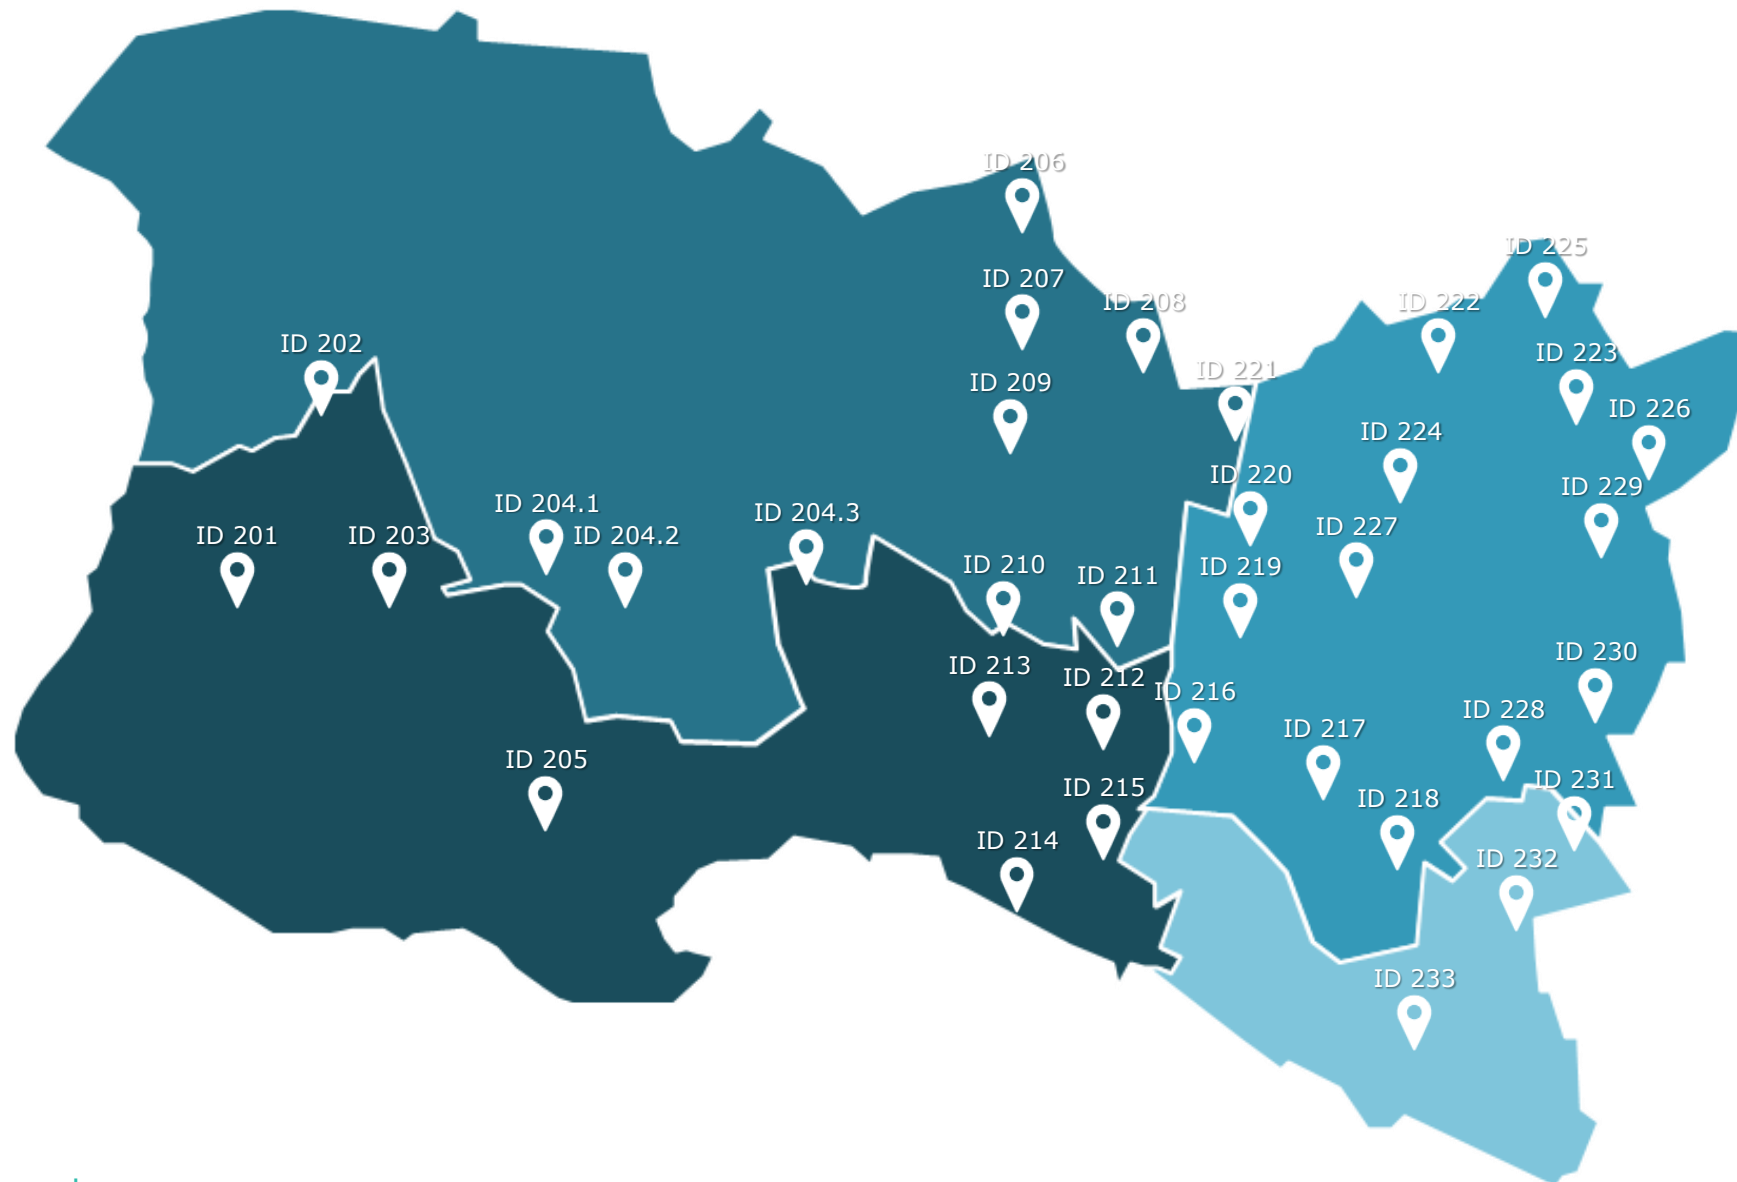 ID 206
ID 225
ID 207
ID 208
ID 222
ID 202
ID 223
ID 221
ID 209
ID 226
ID 224
ID 220
ID 229
ID 204.1
ID 204.3
ID 227
ID 201
ID 203
ID 204.2
ID 210
ID 219
ID 211
ID 230
ID 213
ID 212
ID 216
ID 228
ID 217
ID 205
ID 231
ID 215
ID 218
ID 214
ID 232
ID 233